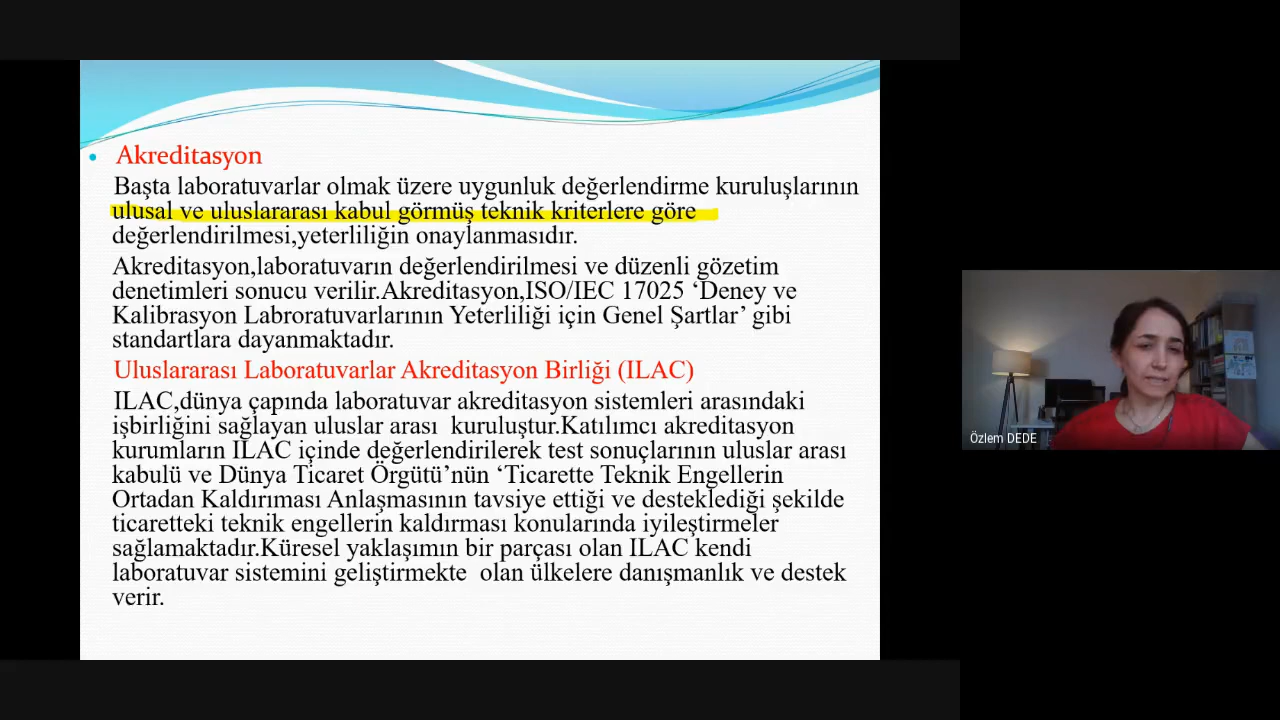 Akreditasyon
Başta laboratuvarlar olmak üzere uygunluk değerlendirme kuruluşlarının
ulusal ve uluslararası kabul görmüş teknik kriterlere göre
değerlendirilmesi,yeterliliğin onaylanmasıdır.
Akreditasyon,laboratuvarın değerlendirilmesi ve düzenli gözetim
denetimleri sonucu verilir.Akreditasyon,ISO/IEC 17025 ‘Deney ve
Kalibrasyon Labroratuvarlarının Yeterliliği için Genel Şartlar’ gibi
standartlara dayanmaktadır.
Uluslararası Laboratuvarlar Akreditasyon Birliği (ILAC)
ILAC,dünya çapında laboratuvar akreditasyon sistemleri arasındaki
işbirliğini sağlayan uluslar arası kuruluştur.Katılımcı akreditasyon
kurumların ILAC içinde değerlendirilerek test sonuçlarının uluslar arası
kabulü ve Dünya Ticaret Örgütü’nün ‘Ticarette Teknik Engellerin
Ortadan Kaldırıması Anlaşmasının tavsiye ettiği ve desteklediği şekilde
ticaretteki teknik engellerin kaldırması konularında iyileştirmeler
sağlamaktadır.Küresel yaklaşımın bir parçası olan ILAC kendi
laboratuvar sistemini geliştirmekte olan ülkelere danışmanlık ve destek
verir.
Özlem DEDE